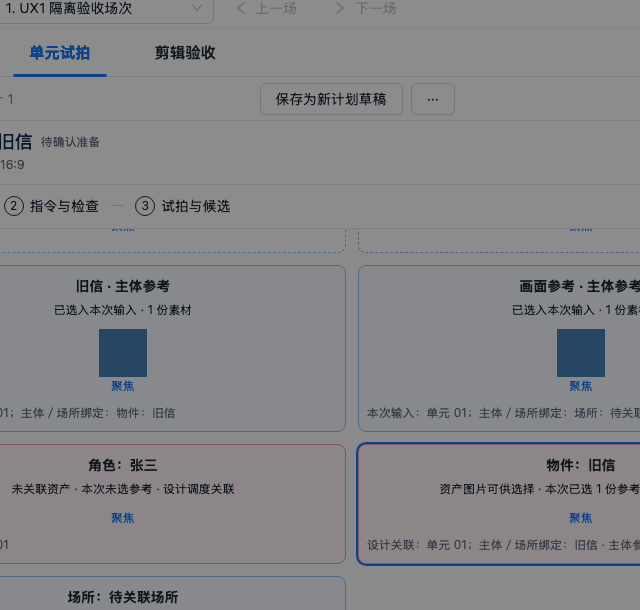 1. UX1 隔离验收场次
上一场
下一场
单元试拍
剪辑验收
1
保存为新计划草稿
...
旧信 待确认准备
16:9
2 指令与检查 — 3 试拍与候选
旧信 · 主体参考
已选入本次输入 · 1 份素材
聚焦
01；主体 / 场所绑定：物件：旧信
画面参考 · 主体参考
已选入本次输入 · 1 份素
聚焦
本次输入：单元 01；主体 / 场所绑定：场所：待关联
角色：张三
未关联资产 · 本次未选参考 · 设计调度关联
聚焦
01
物件：旧信
资产图片可供选择 · 本次已选 1 份参考
聚焦
设计关联：单元 01；主体 / 场所绑定：旧信 · 主体参
场所：待关联场所